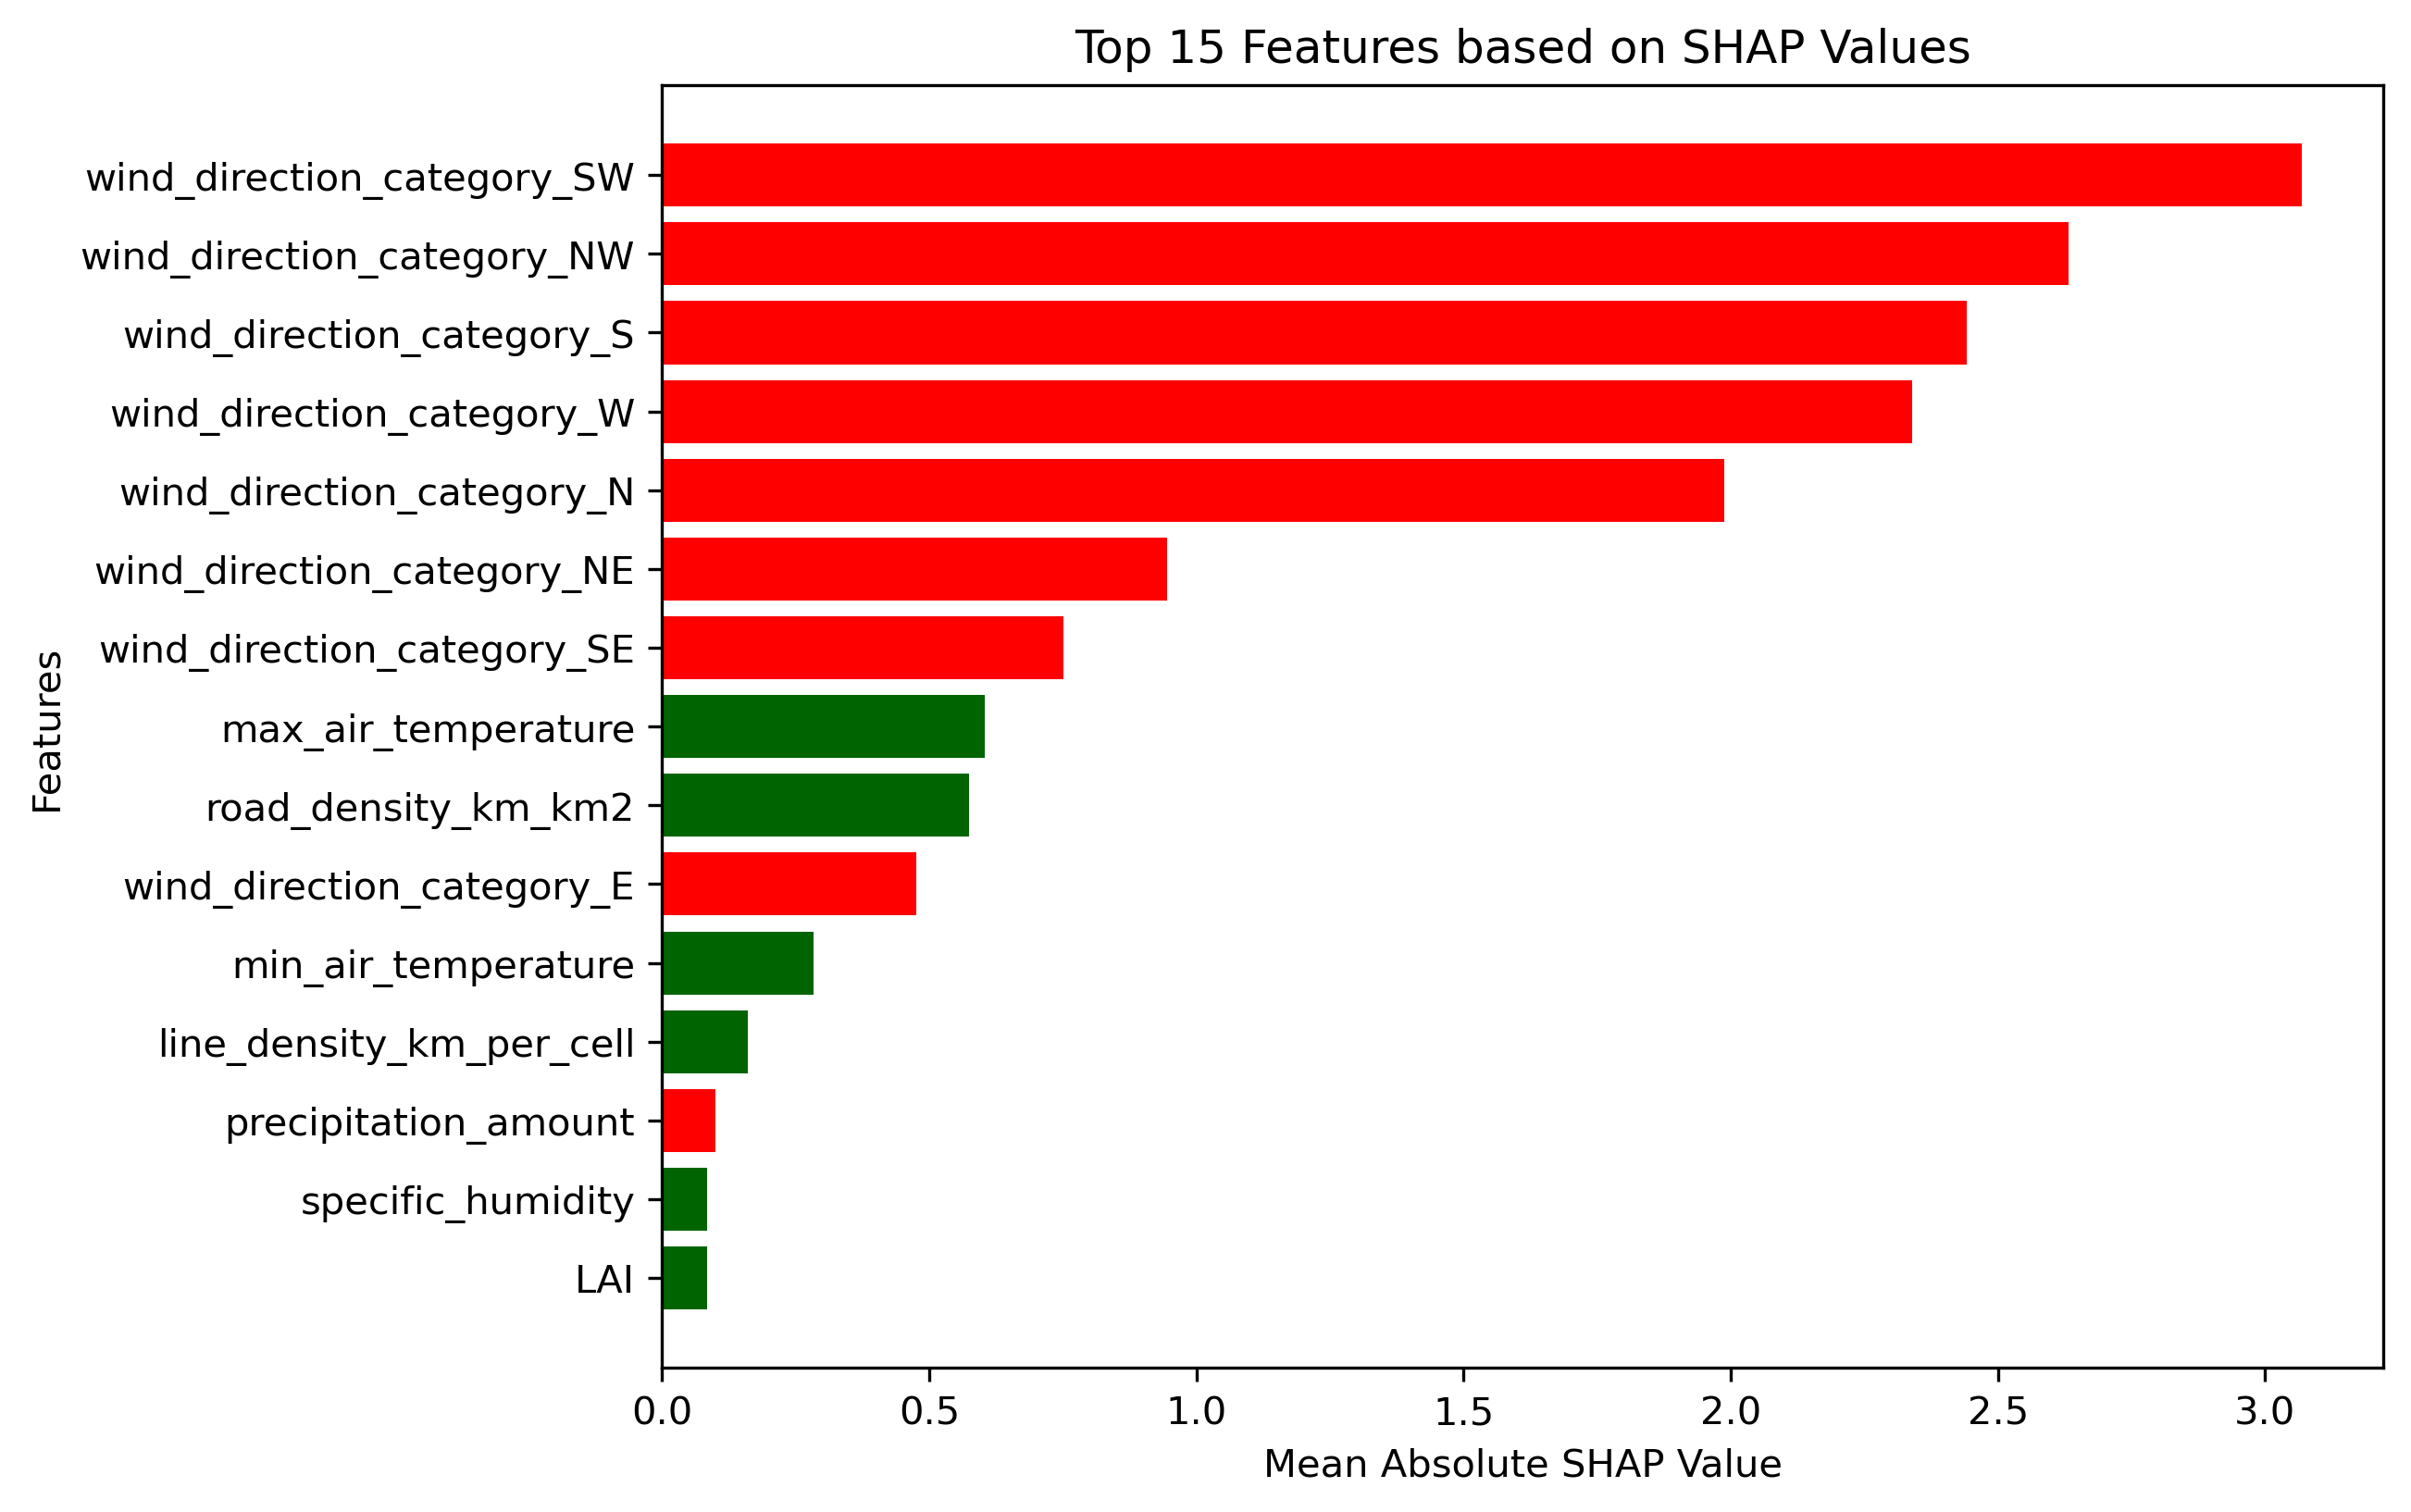 Top 15 Features based on SHAP Values
Features
wind_direction_category_SW
wind_direction_category_NW
wind_direction_category_S
wind_direction_category_W
wind_direction_category_N
wind_direction_category_NE
wind_direction_category_SE
max_air_temperature
road_density_km_km2
wind_direction_category_E
min_air_temperature
line_density_km_per_cell
precipitation_amount
specific_humidity
LAI
0.0 0.5 1.0 1.5 2.0 2.5 3.0
Mean Absolute SHAP Value